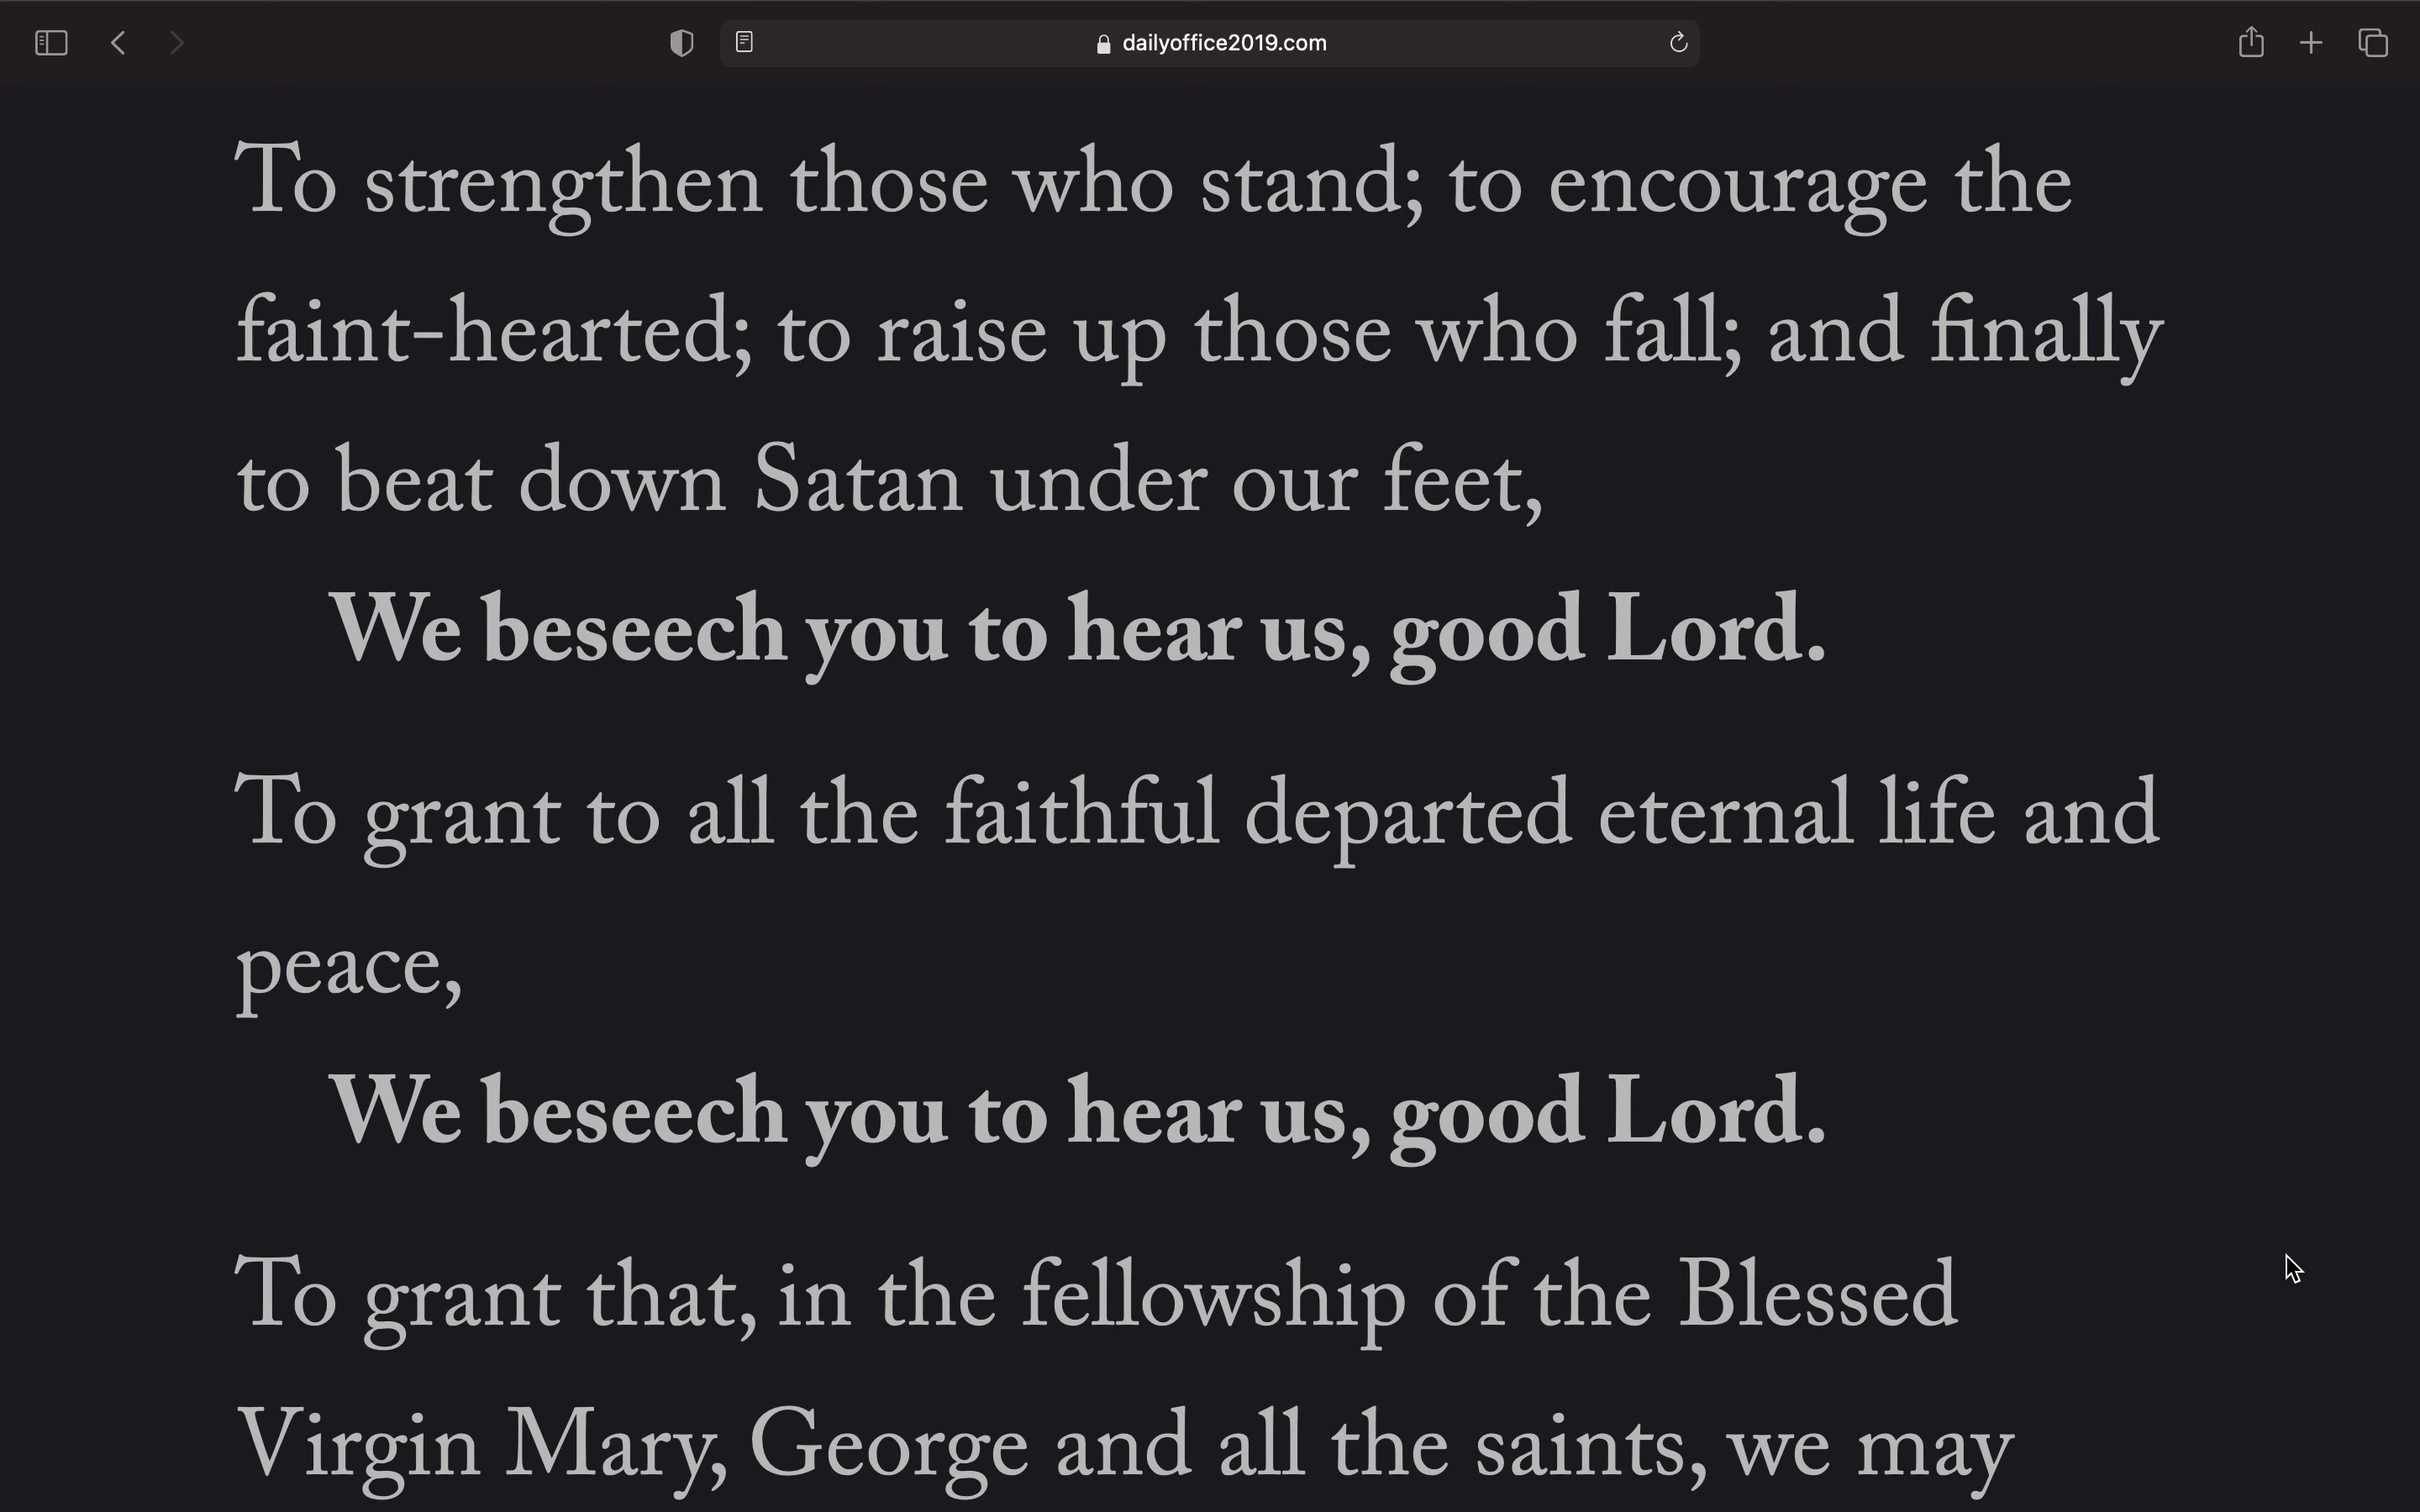 dailyoffice2019.com
To strengthen those who stand; to encourage the
faint-hearted; to raise up those who fall; and finally
to beat down Satan under our feet,
We beseech you to hear us, good Lord.
To grant to all the faithful departed eternal life and
peace,
We beseech you to hear us, good Lord.
To grant that, in the fellowship of the Blessed
Virgin Mary, George and all the saints, we may